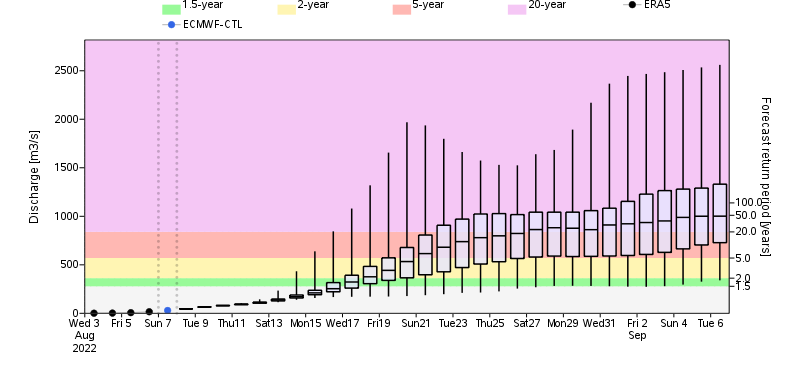 1.5-year 2-year 5-year 20-year ERA5
ECMWF-CTL
Discharge [m3/s]
2500
2000
1500
1000
500
0
Forecast return period [years]
100.0
50.0
20.0
5.0
2.0
1.5
Wed 3 Fri 5 Sun 7 Tue 9 Thu11 Sat13 Mon15 Wed17 Fri19 Sun21 Tue23 Thu25 Sat27 Mon29 Wed31 Fri 2 Sun 4 Tue 6
Aug Sep
2022